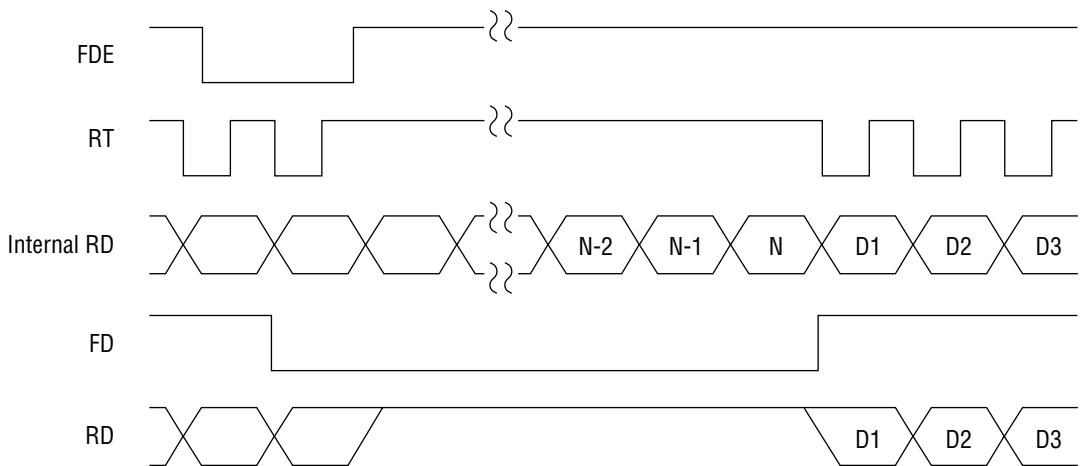 FDE
RT
Internal RD N-2 N-1 N D1 D2 D3
FD
RD D1 D2 D3